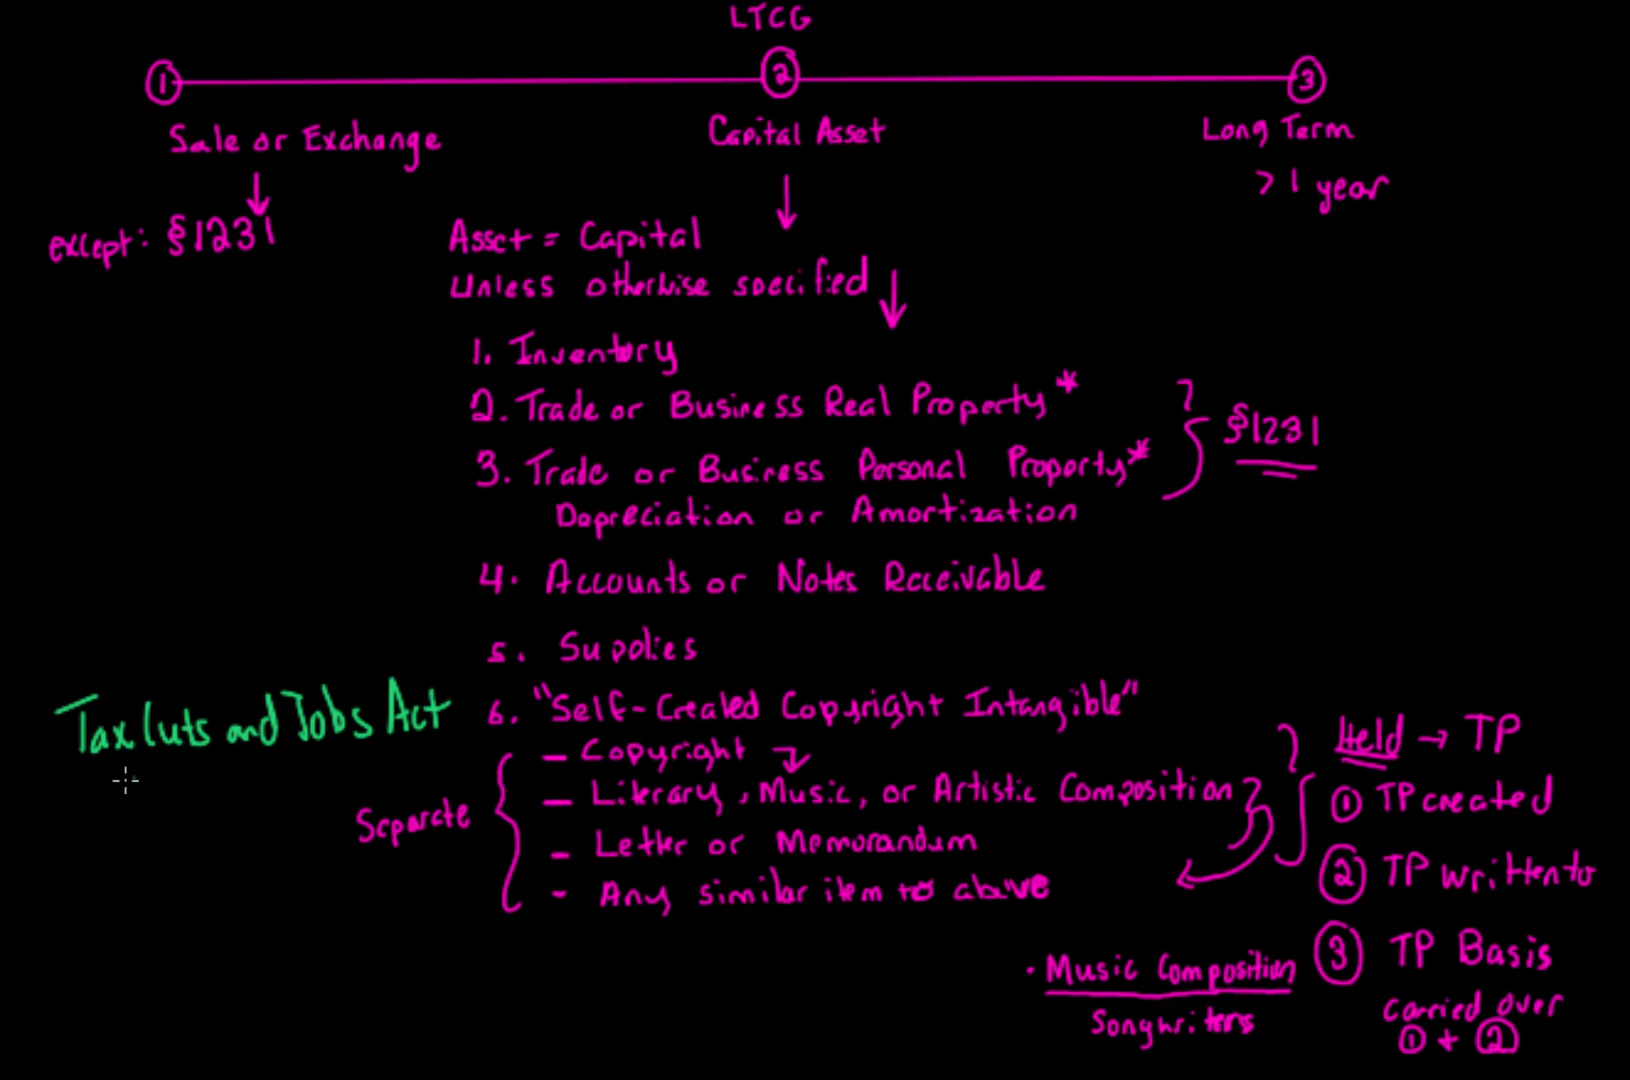 LTCG
① ② ③
Sale or Exchange
Capital Asset
Long Term
> 1 year
except: §1231
Asset = Capital
Unless otherwise specified
1. Inventory
2. Trade or Business Real Property*
3. Trade or Business Personal Property*
Depreciation or Amortization
§1231
4. Accounts or Notes Receivable
5. Supplies
Tax Cuts and Jobs Act
6. "Self-Created Copyright Intangible"
- Copyright
- Literary, Music, or Artistic Composition
- Letter or Memorandum
- Any similar item to above
Separate
Held → TP
① TP created
② TP written to
③ TP Basis
carried over
① + ②
• Music Composition
Songwriters